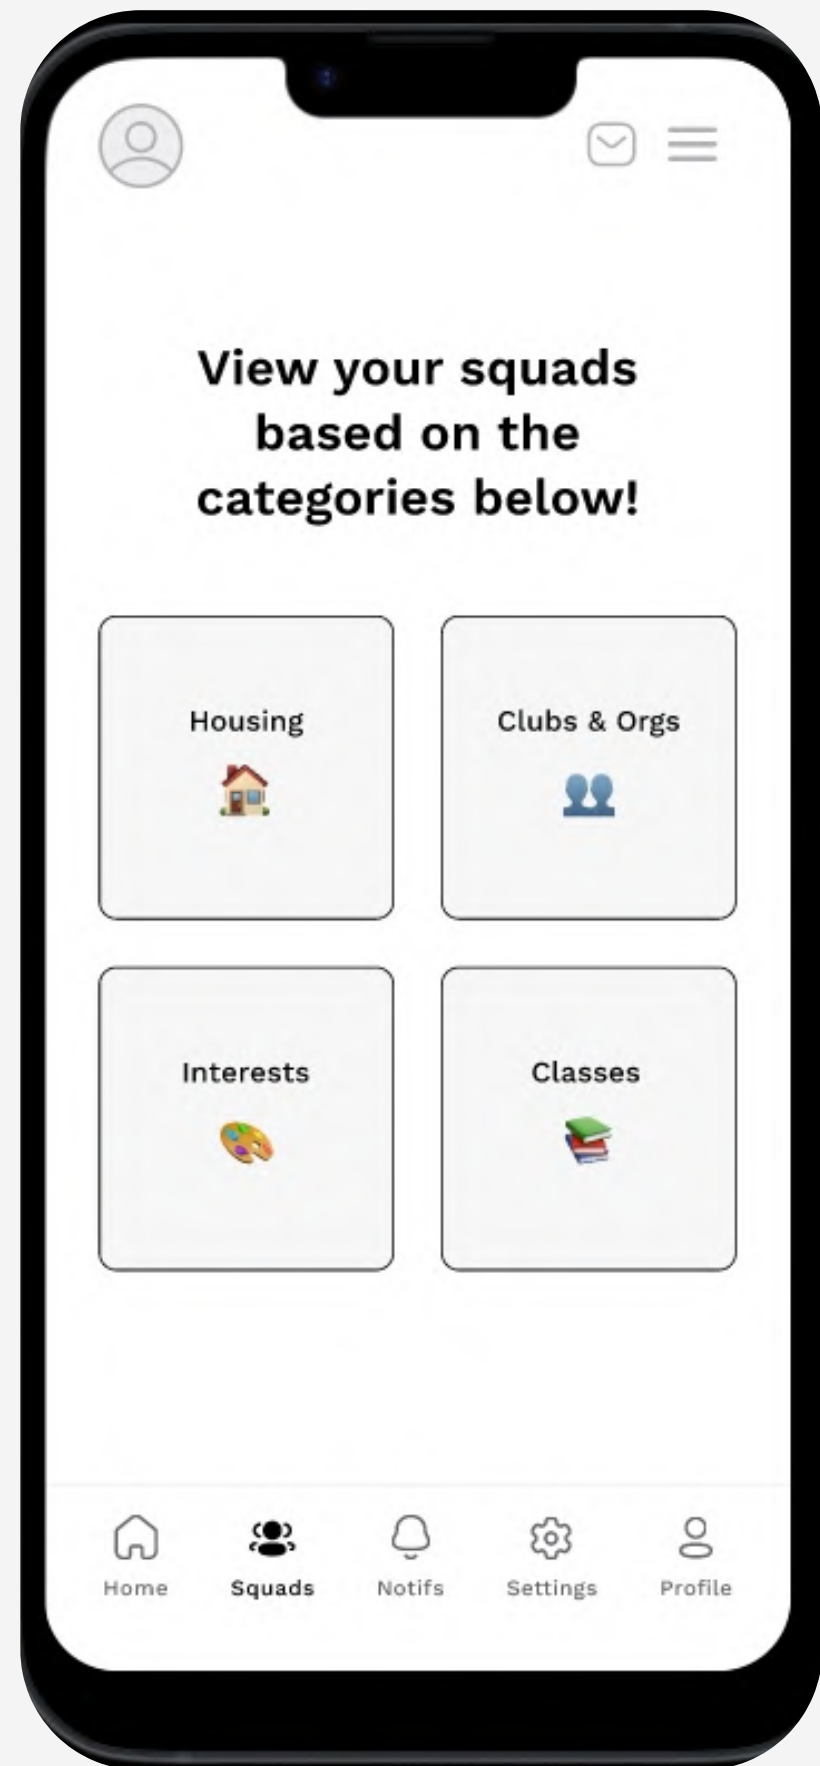 View your squads
based on the
categories below!
Housing
Clubs & Orgs
Interests
Classes
Home
Squads
Notifs
Settings
Profile